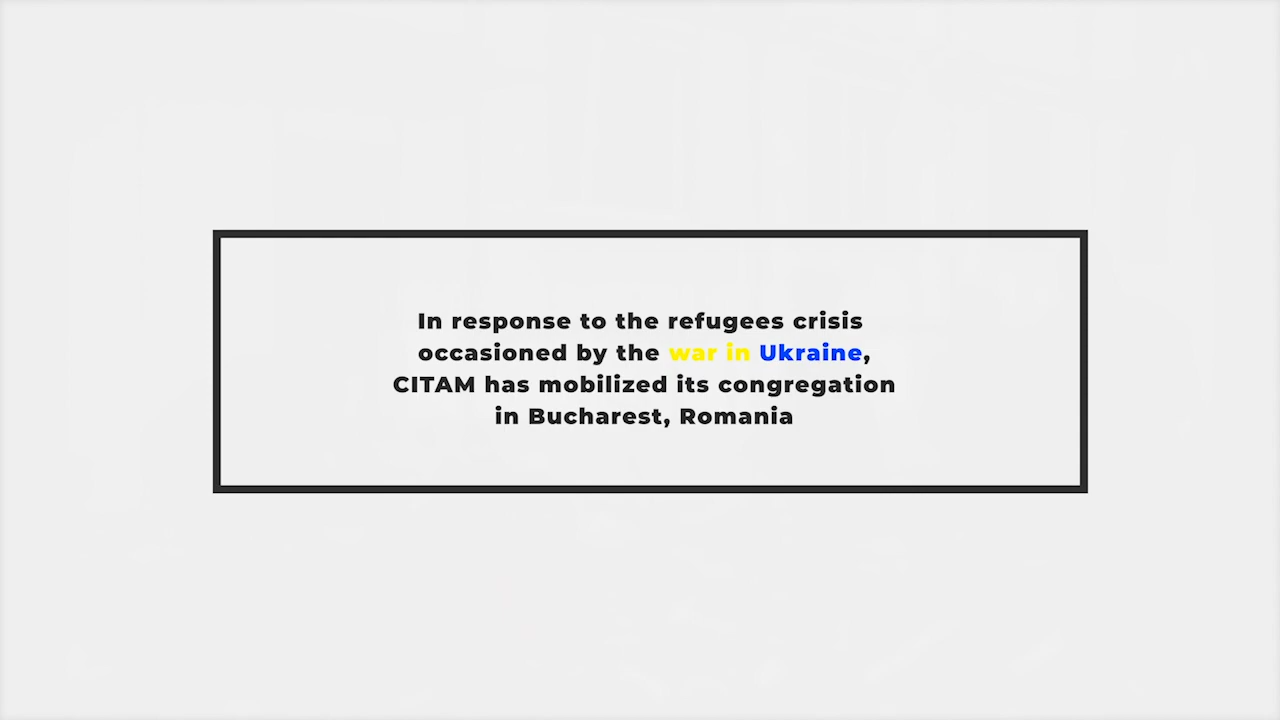 In response to the refugees crisis
occasioned by the war in Ukraine,
CITAM has mobilized its congregation
in Bucharest, Romania